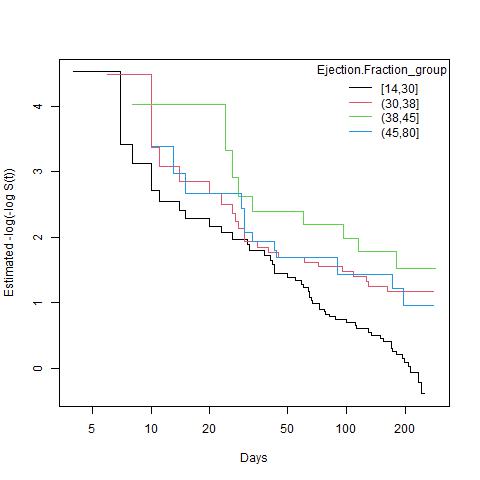 Ejection.Fraction_group
[14,30]
(30,38]
(38,45]
(45,80]
Estimated -log(-log S(t))
4
3
2
1
0
5 10 20 50 100 200
Days